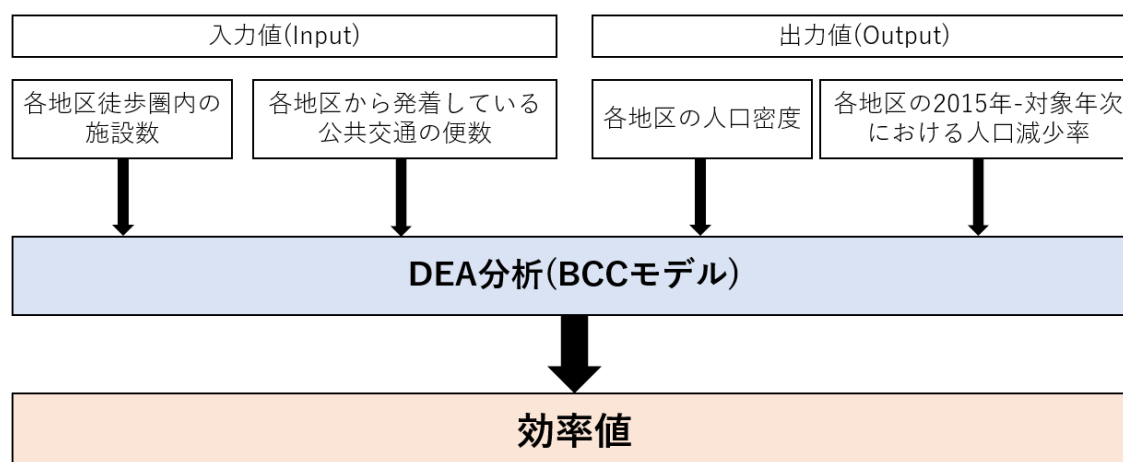 入力値(Input)
出力値(Output)
各地区徒歩圏内の
施設数
各地区から発着している
公共交通の便数
各地区の人口密度
各地区の2015年-対象年次
における人口減少率
DEA分析(BCCモデル)
効率値